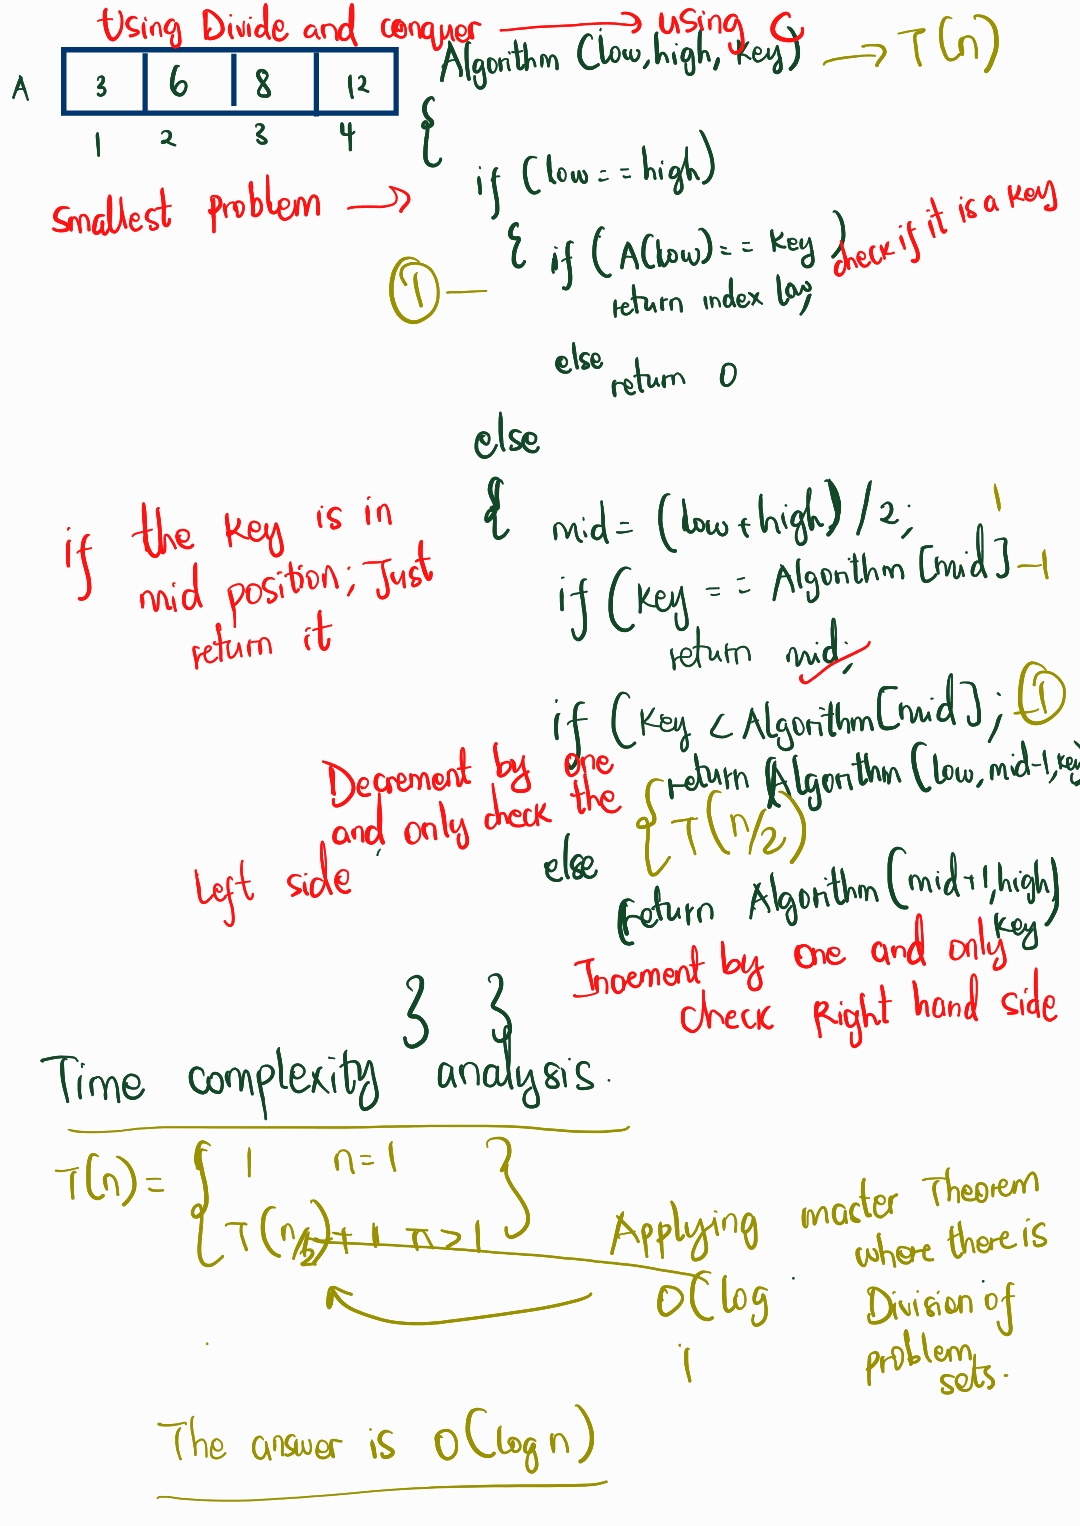 Using Divide and conquer → using C
A 3 6 8 12
1 2 3 4
Algorithm (low, high, key) → T(n)
{
if (low == high)
smallest problem →
{ if (A(low) == key)
check if it is a key
1 —
return index low;
else
return 0
else
{ mid = (low + high) / 2; 1
if the key is in
mid position; Just
return it
if (key == Algorithm [mid] — 1
return mid;
if (key < Algorithm [mid]; — 1
return Algorithm (low, mid-1, key)
Decrement by one
and only check the
Left side
{ T(n/2)
else
return Algorithm (mid+1, high)
key
Increment by one and only
check Right hand side
} }
Time complexity analysis.
T(n) = { 1 n = 1
T(n/b) + 1 n > 1 }
Applying macter Theorem
where there is
Division of
problem
sets.
O(log
1
The answer is O(log n)